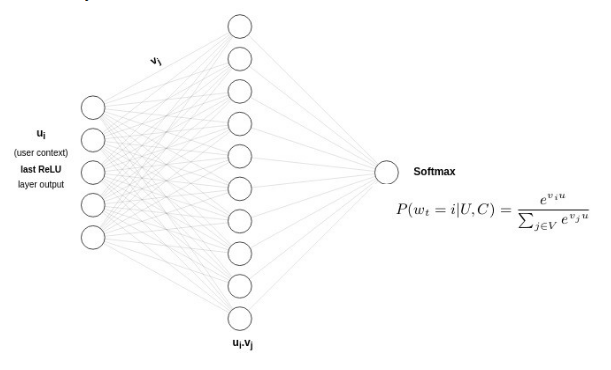 v_j
u_i
(user context)
last ReLU
layer output
Softmax
P(w_t = i|U, C) = \frac{e^{v_i u}}{\sum_{j \in V} e^{v_j u}}
u_i.v_j